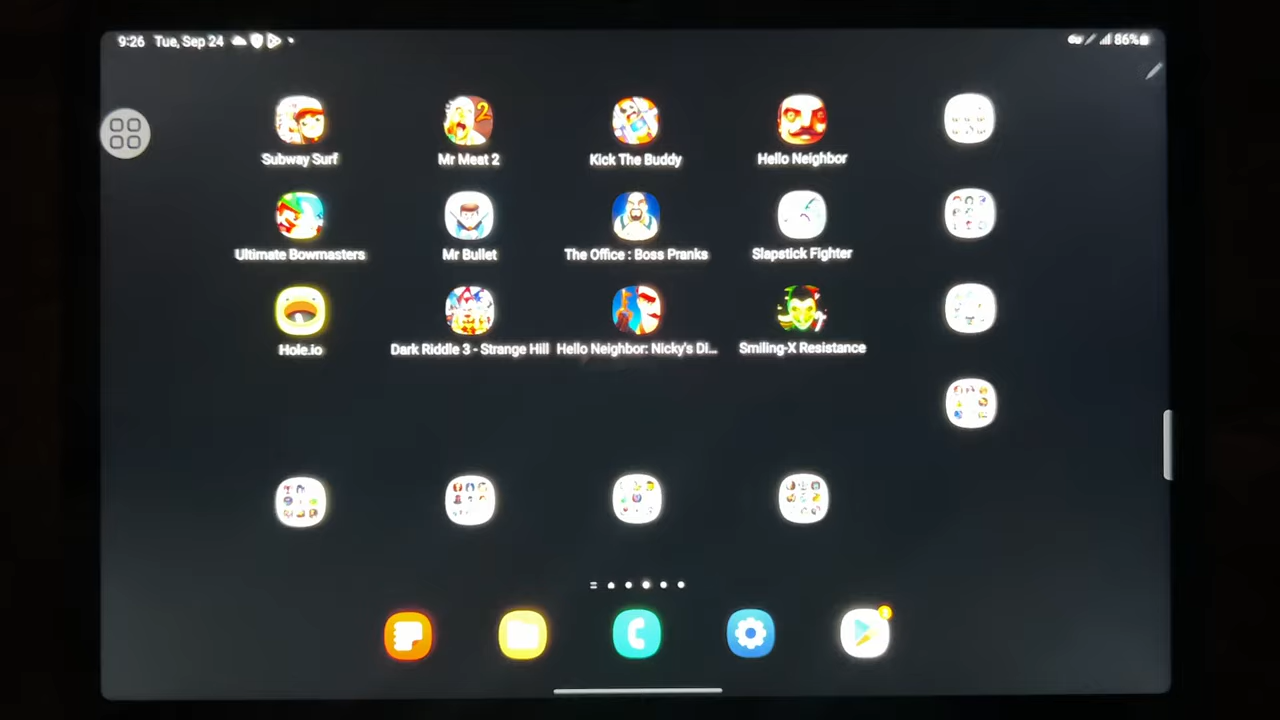 9:26 Tue, Sep 24
86%
2
Subway Surf
Mr Meat 2
Kick The Buddy
Hello Neighbor
Ultimate Bowmasters
Mr Bullet
The Office : Boss Pranks
Slapstick Fighter
Hole.io
Dark Riddle 3 - Strange Hill
Hello Neighbor: Nicky's Di...
Smiling-X Resistance